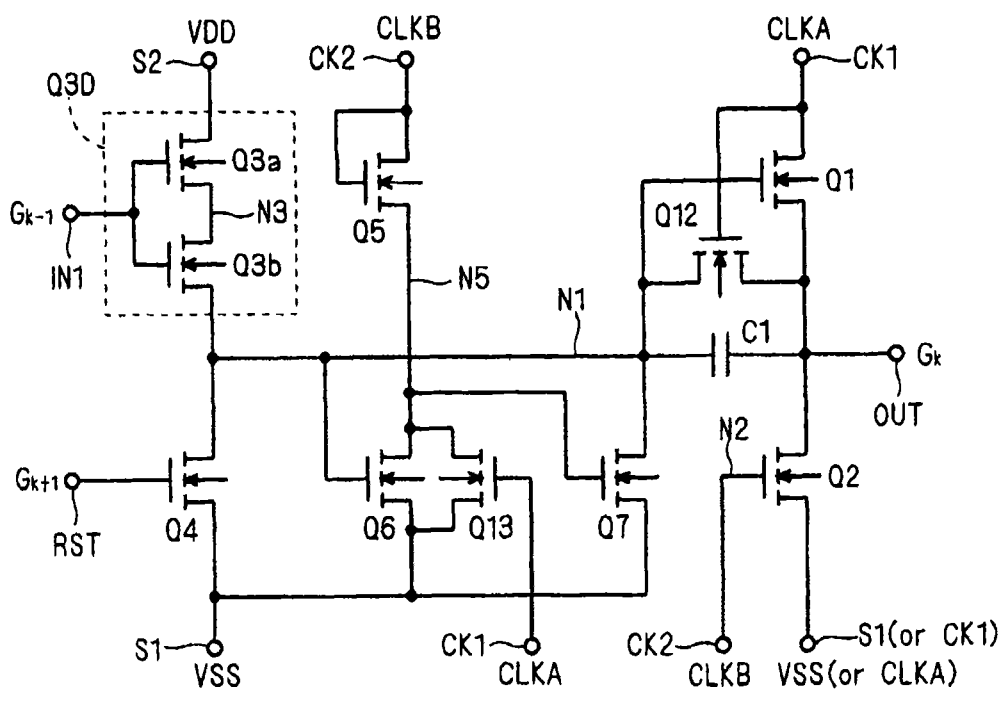 VDD
S2
CLKB
CK2
CLKA
CK1
Q3D
Q3a
N3
Q3b
Gk-1
IN1
Q5
N5
Q1
Q12
N1
C1
Gk
OUT
N2
Gk+1
RST
Q4
Q6
Q13
Q7
Q2
S1
VSS
CK1
CLKA
CK2
CLKB
S1(or CK1)
VSS(or CLKA)